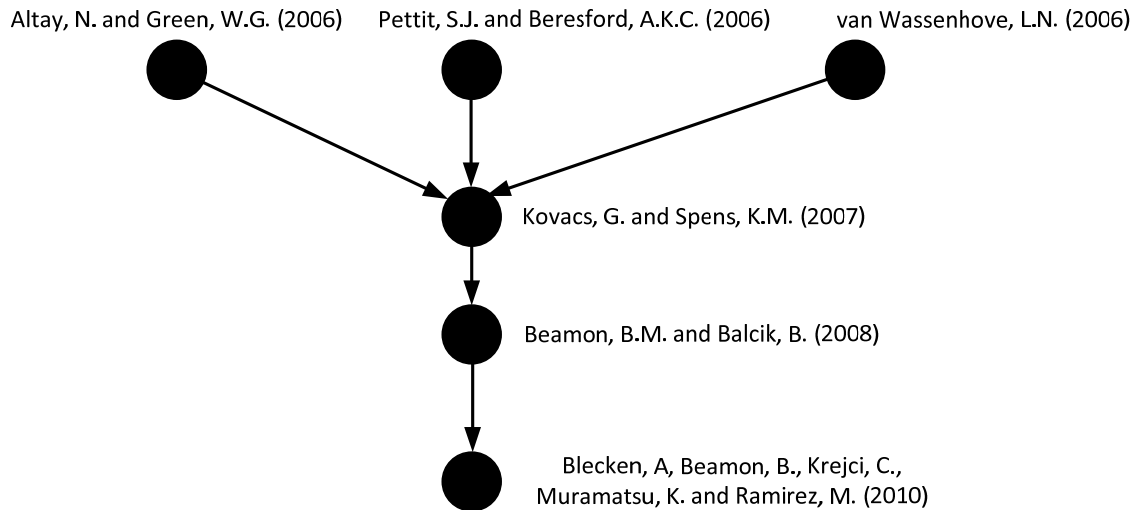 Altay, N. and Green, W.G. (2006)
Pettit, S.J. and Beresford, A.K.C. (2006)
van Wassenhove, L.N. (2006)
Kovacs, G. and Spens, K.M. (2007)
Beamon, B.M. and Balcik, B. (2008)
Blecken, A, Beamon, B., Krejci, C.,
Muramatsu, K. and Ramirez, M. (2010)